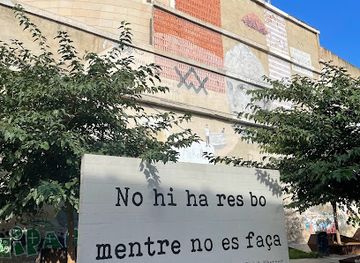 No hi ha res bo
mentre no es faça